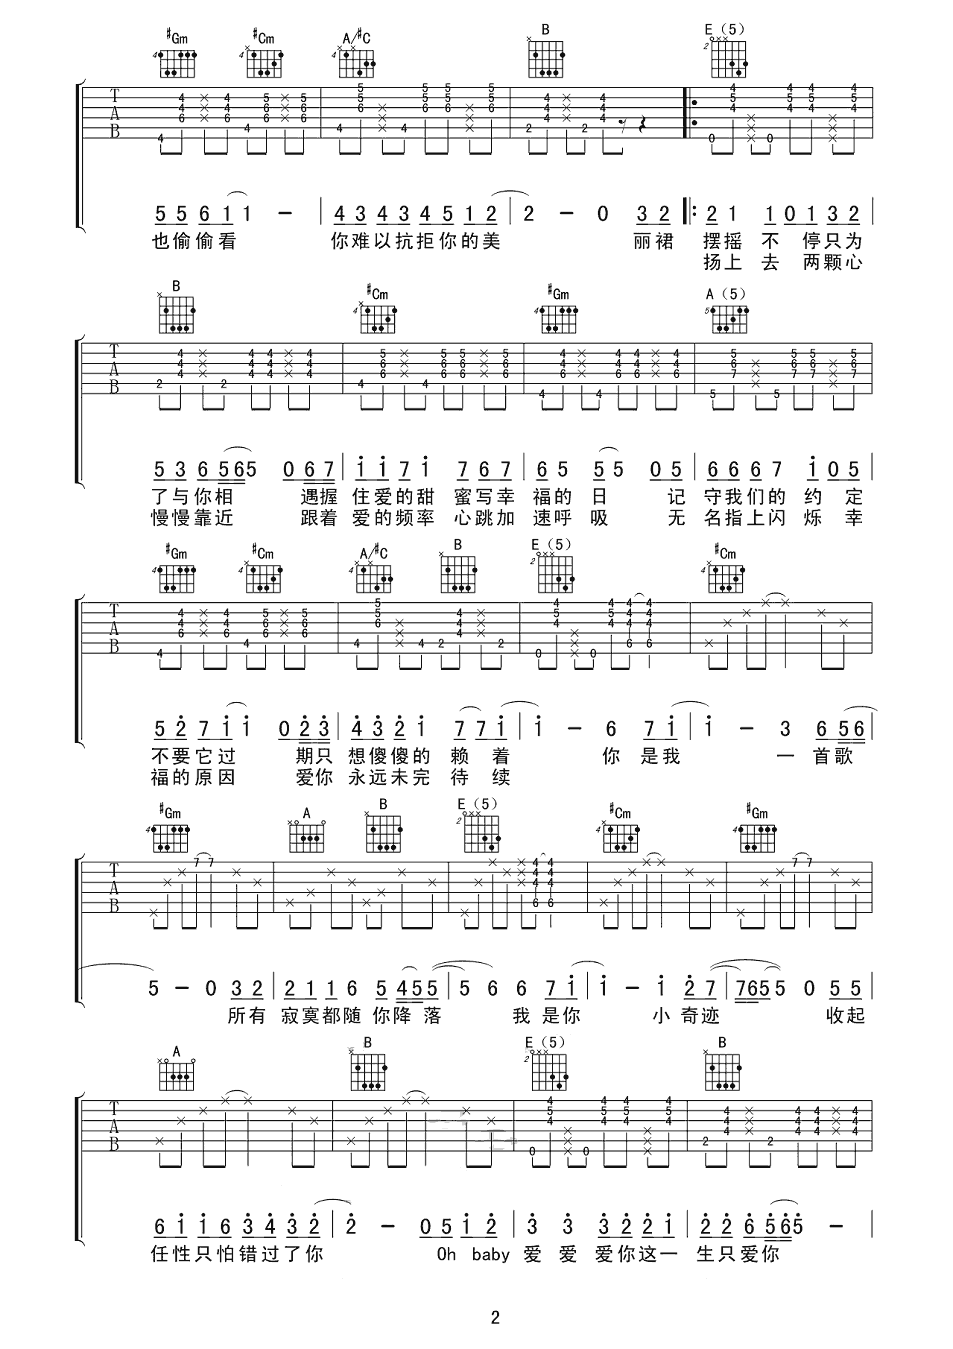 #Gm #Cm A/#C B E（5）
5 5 6 1 1 － 4 3 4 3 4 5 1 2 2 － 0 3 2 2 1 1 0 1 3 2
也偷偷看 你难以抗拒你的美 丽裙 摆摇 不 停只为
扬上 去 两颗心
B #Cm #Gm A（5）
5 3 6 5 6 5 0 6 7 1 1 7 1 7 6 7 6 5 5 5 0 5 6 6 6 7 1 0 5
了与你相 遇握 住爱的甜 蜜写幸 福的 日 记 守我们的 约 定
慢慢靠近 跟着 爱的频率 心跳加 速呼 吸 无 名指上闪 烁 幸
#Gm #Cm A/#C B E（5） #Cm
5 2 7 1 1 0 2 3 4 3 2 1 7 7 1 1 － 6 7 1 1 － 3 6 5 6
不要它过 期只 想傻傻的 赖 着 你 是我 一 首歌
福的原因 爱你 永远未完 待 续
#Gm A B E（5） #Cm #Gm
5 － 0 3 2 2 1 1 6 5 4 5 5 5 6 6 7 1 1 － 1 2 7 7 6 5 5 0 5 5
所有 寂寞都随 你降 落 我 是你 小 奇迹 收起
A B E（5） B
6 1 1 6 3 4 3 2 2 － 0 5 1 2 3 3 3 2 2 1 2 2 6 5 6 5 －
任性只怕错过了你 Oh baby 爱 爱 爱你这一 生只爱你
2